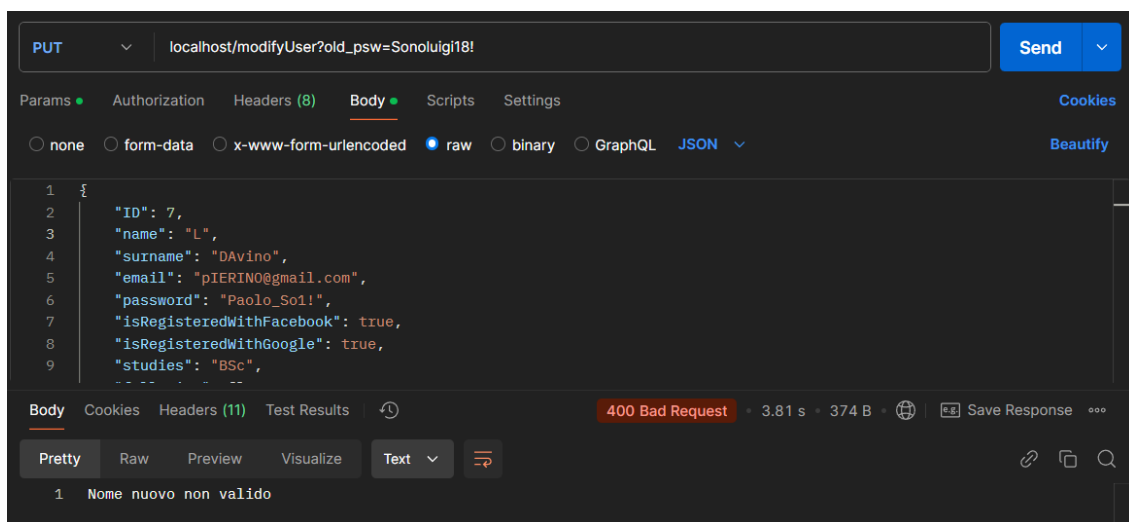 PUT localhost/modifyUser?old_psw=Sonoluigi18! Send
Params Authorization Headers (8) Body Scripts Settings Cookies
none form-data x-www-form-urlencoded raw binary GraphQL JSON Beautify
1 {
2 "ID": 7,
3 "name": "L",
4 "surname": "DAvino",
5 "email": "pIERINO@gmail.com",
6 "password": "Paolo_So1!",
7 "isRegisteredWithFacebook": true,
8 "isRegisteredWithGoogle": true,
9 "studies": "BSc",
Body Cookies Headers (11) Test Results 400 Bad Request 3.81 s 374 B e.g. Save Response
Pretty Raw Preview Visualize Text
1 Nome nuovo non valido